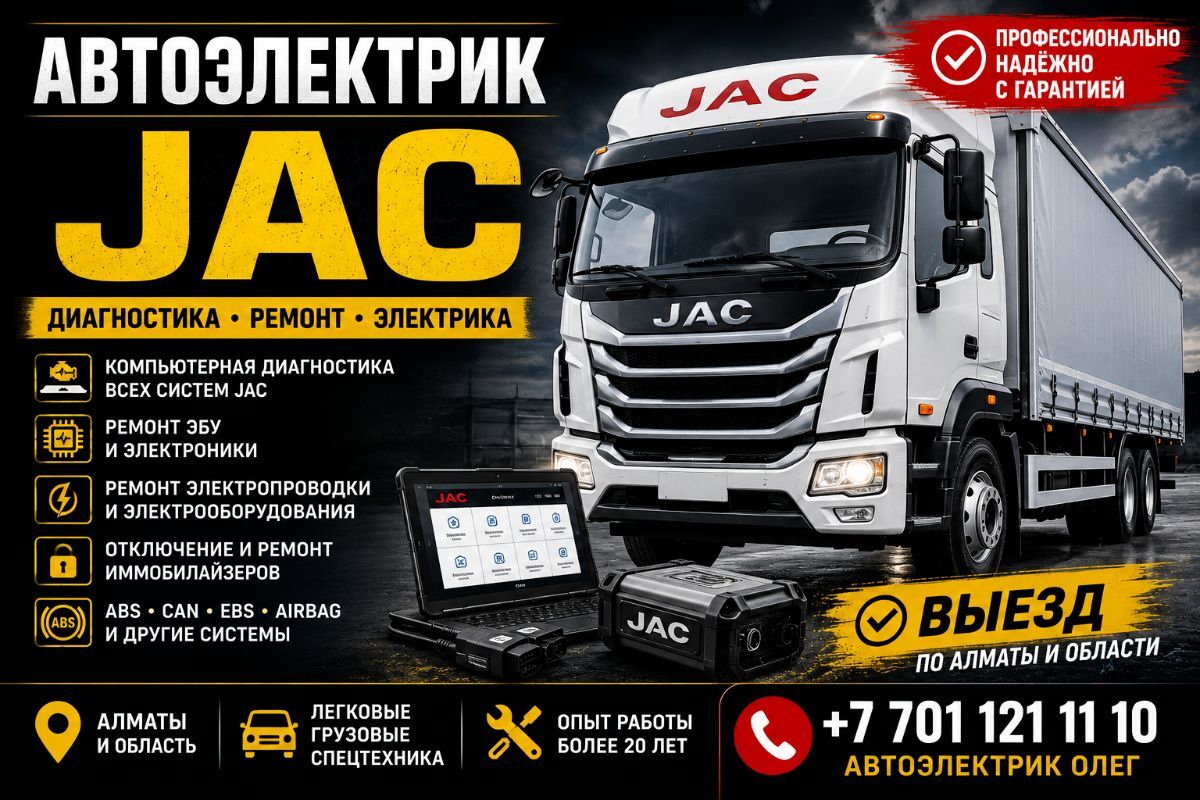 АВТОЭЛЕКТРИК
JAC
ДИАГНОСТИКА • РЕМОНТ • ЭЛЕКТРИКА
КОМПЬЮТЕРНАЯ ДИАГНОСТИКА
ВСЕХ СИСТЕМ JAC
РЕМОНТ ЭБУ
И ЭЛЕКТРОНИКИ
РЕМОНТ ЭЛЕКТРОПРОВОДКИ
И ЭЛЕКТРООБОРУДОВАНИЯ
ОТКЛЮЧЕНИЕ И РЕМОНТ
ИММОБИЛАЙЗЕРОВ
ABS
ABS • CAN • EBS • AIRBAG
И ДРУГИЕ СИСТЕМЫ
ПРОФЕССИОНАЛЬНО
НАДЁЖНО
С ГАРАНТИЕЙ
JAC
JAC
JAC
JAC
ВЫЕЗД
ПО АЛМАТЫ И ОБЛАСТИ
АЛМАТЫ
И ОБЛАСТЬ
ЛЕГКОВЫЕ
ГРУЗОВЫЕ
СПЕЦТЕХНИКА
ОПЫТ РАБОТЫ
БОЛЕЕ 20 ЛЕТ
+7 701 121 11 10
АВТОЭЛЕКТРИК ОЛЕГ